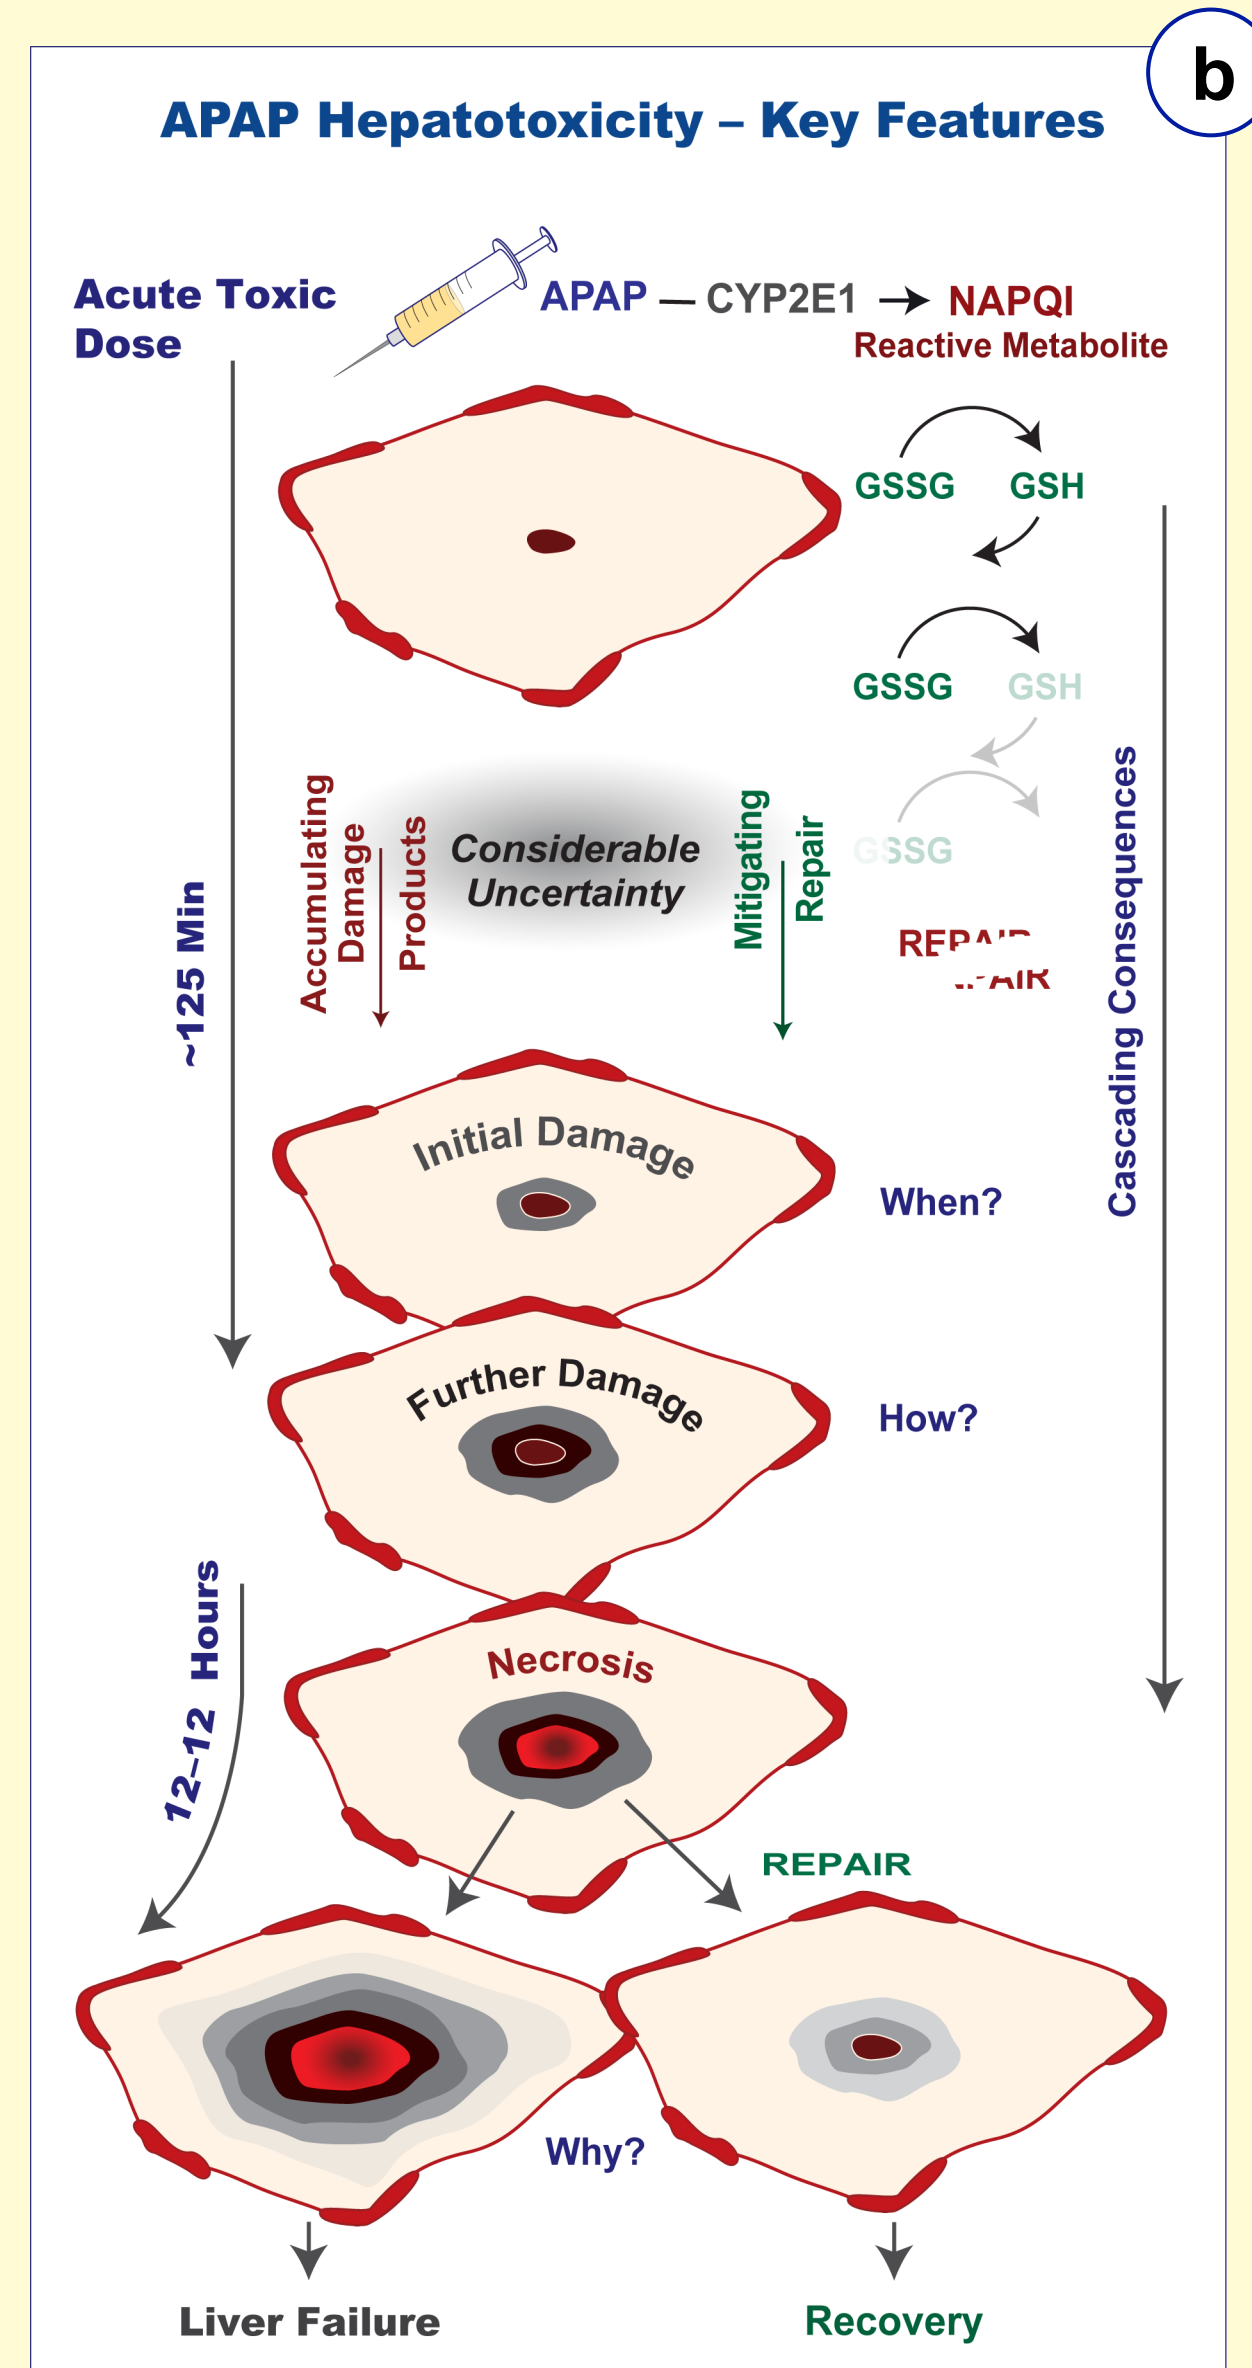 b
APAP Hepatotoxicity – Key Features
Acute Toxic
Dose
APAP — CYP2E1
NAPQI
Reactive Metabolite
GSSG GSH
GSSG GSH
GSSG
Accumulating
Damage
Products
Considerable
Uncertainty
Mitigating
Repair
REPAIR
~125 Min
Cascading Consequences
Initial Damage
When?
Further Damage
How?
12–12 Hours
Necrosis
REPAIR
Why?
Liver Failure
Recovery